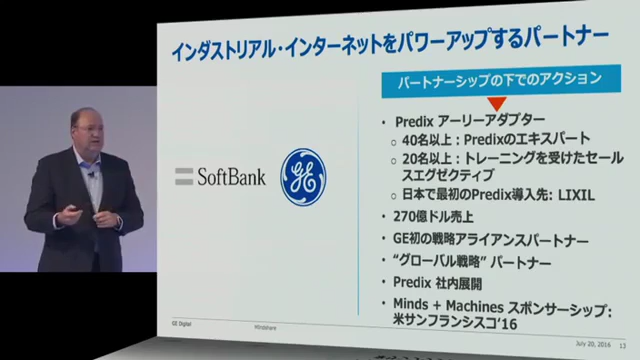 インダストリアル・インターネットをパワーアップするパートナー
パートナーシップの下でのアクション
SoftBank
GE
• Predix アーリーアダプター
○ 40名以上：Predixのエキスパート
○ 20名以上：トレーニングを受けたセール
スエグゼクティブ
○ 日本で最初のPredix導入先: LIXIL
• 270億ドル売上
• GE初の戦略アライアンスパートナー
• “グローバル戦略” パートナー
• Predix 社内展開
• Minds + Machines スポンサーシップ:
米サンフランシスコ‘16
GE Digital
Mindshare
July 20, 2016
13